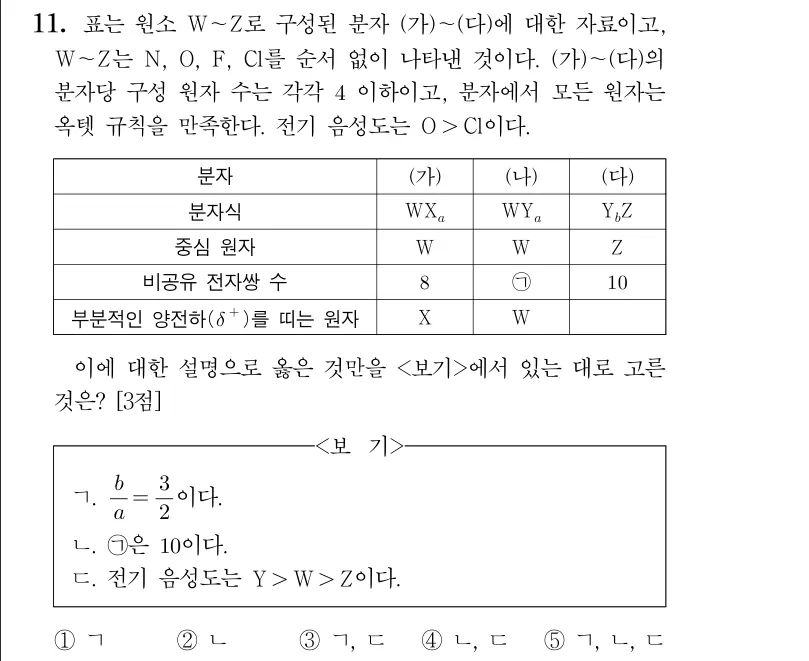 11. 표는 원소 W~Z로 구성된 분자 (가)~(다)에 대한 자료이고,
W~Z는 N, O, F, Cl를 순서 없이 나타낸 것이다. (가)~(다)의
분자당 구성 원자 수는 각각 4 이하이고, 분자에서 모든 원자는
옥텟 규칙을 만족한다. 전기 음성도는 O>Cl이다.
분자 (가) (나) (다)
분자식 WXₐ WYₐ Y_bZ
중심 원자 W W Z
비공유 전자쌍 수 8 ㉠ 10
부분적인 양전하(δ⁺)를 띠는 원자 X W
이에 대한 설명으로 옳은 것만을 <보기>에서 있는 대로 고른
것은? [3점]
<보 기>
ㄱ. b/a = 3/2이다.
ㄴ. ㉠은 10이다.
ㄷ. 전기 음성도는 Y>W>Z이다.
① ㄱ ② ㄴ ③ ㄱ, ㄷ ④ ㄴ, ㄷ ⑤ ㄱ, ㄴ, ㄷ